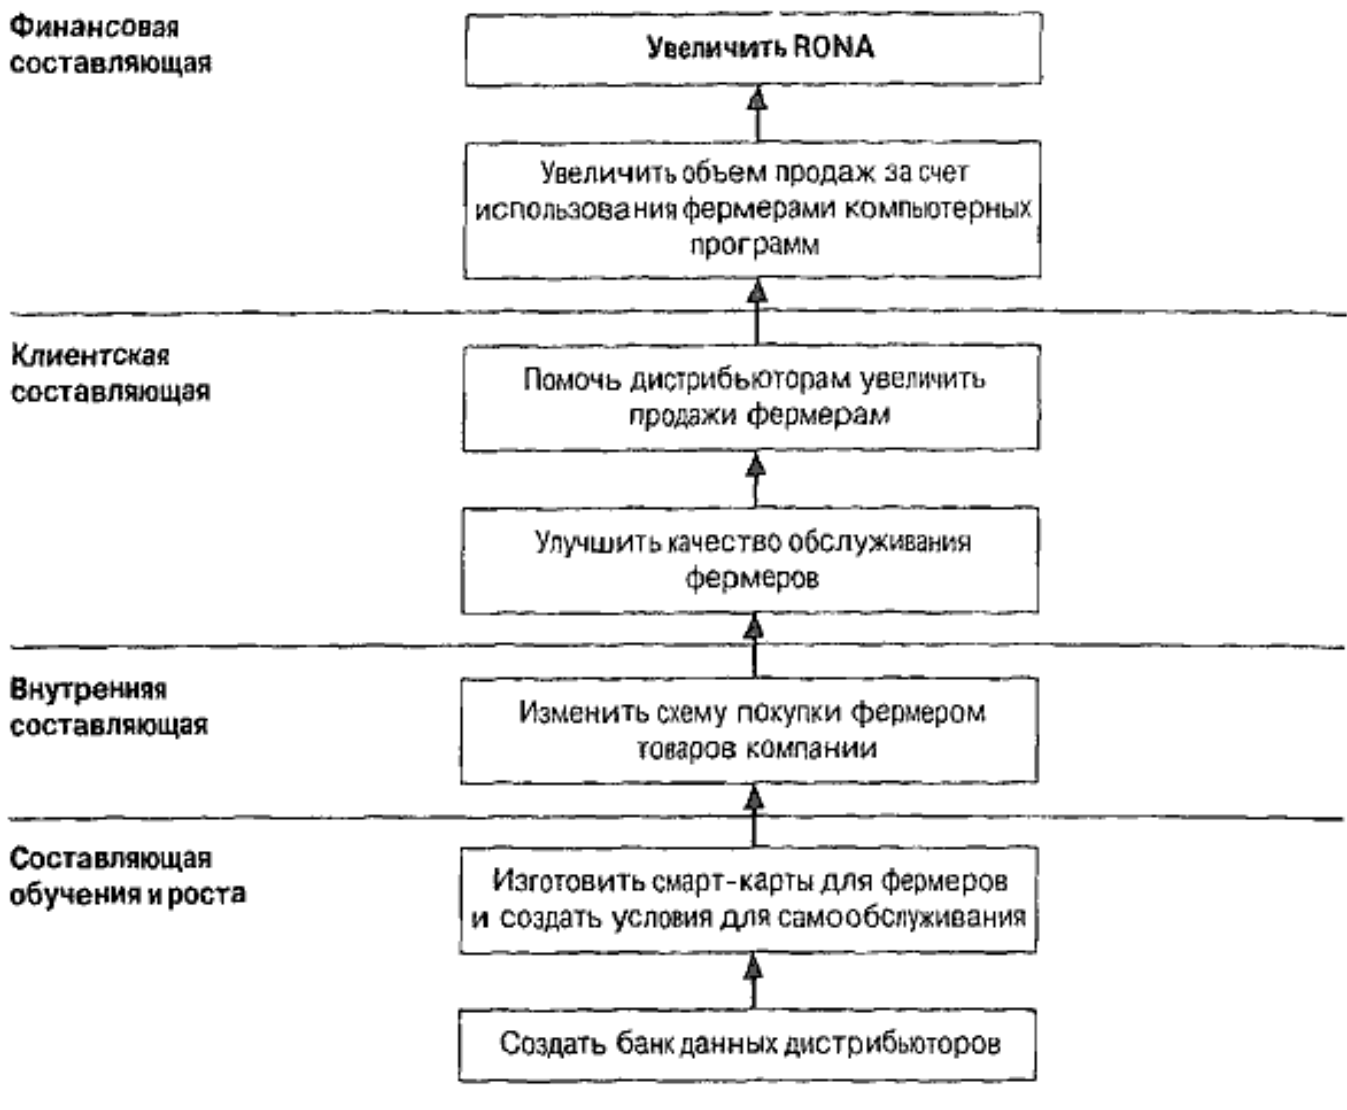 Финансовая
составляющая
Увеличить RONA
Увеличить объем продаж за счет
использования фермерами компьютерных
программ
Клиентская
составляющая
Помочь дистрибьюторам увеличить
продажи фермерам
Улучшить качество обслуживания
фермеров
Внутренняя
составляющая
Изменить схему покупки фермером
товаров компании
Составляющая
обучения и роста
Изготовить смарт-карты для фермеров
и создать условия для самообслуживания
Создать банк данных дистрибьюторов